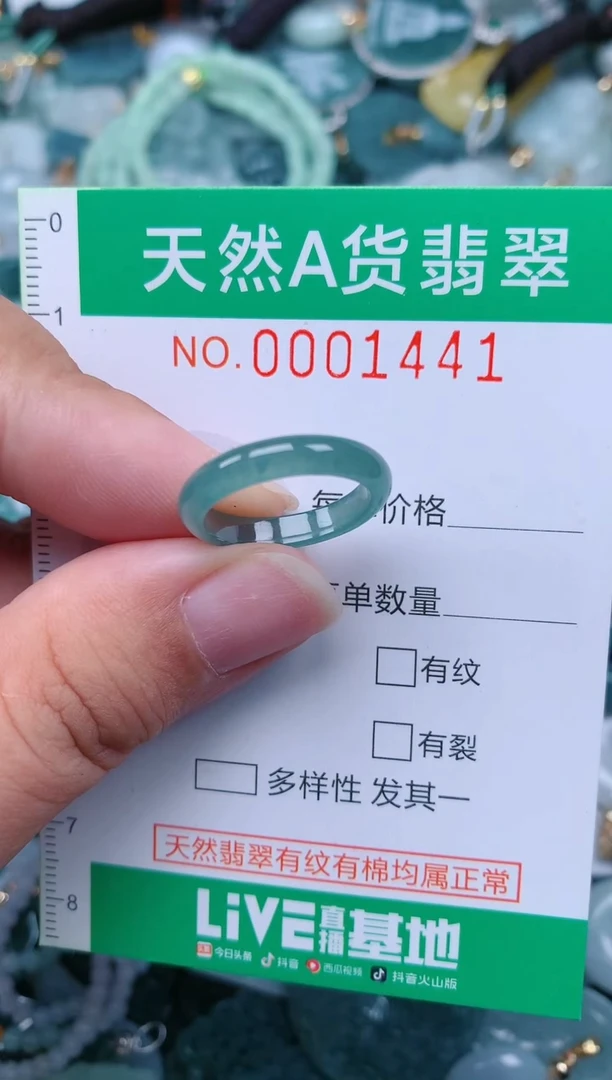 0
天然A货翡翠
1
NO.0001441
价格
单数量
有纹
有裂
多样性 发其一
7
天然翡翠有纹有棉均属正常
8
LiVE直播基地
今日头条 抖音 西瓜视频 抖音火山版